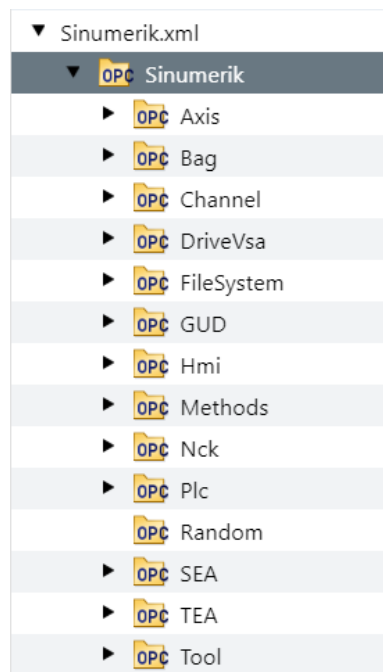 Sinumerik.xml
OPC Sinumerik
OPC Axis
OPC Bag
OPC Channel
OPC DriveVsa
OPC FileSystem
OPC GUD
OPC Hmi
OPC Methods
OPC Nck
OPC Plc
OPC Random
OPC SEA
OPC TEA
OPC Tool